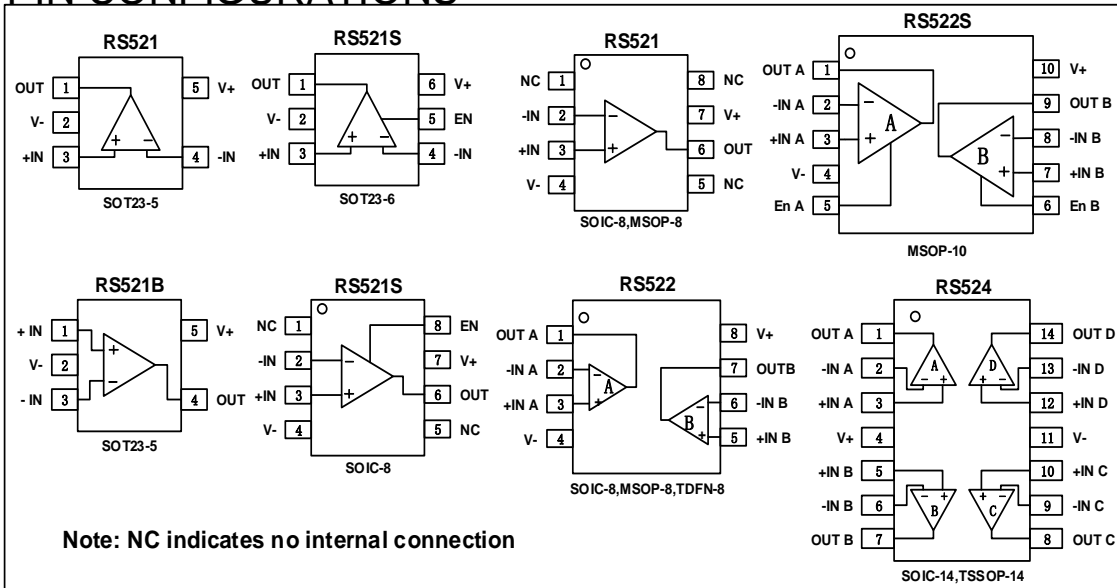 PIN CONFIGURATIONS
RS521
OUT 1
V- 2
+IN 3
5 V+
4 -IN
+ -
SOT23-5
RS521S
OUT 1
V- 2
+IN 3
6 V+
5 EN
4 -IN
+ -
SOT23-6
RS521
NC 1
-IN 2
+IN 3
V- 4
8 NC
7 V+
6 OUT
5 NC
-
+
SOIC-8,MSOP-8
RS522S
OUT A 1
-IN A 2
+IN A 3
V- 4
En A 5
10 V+
9 OUT B
8 -IN B
7 +IN B
6 En B
- A +
- B +
MSOP-10
RS521B
+ IN 1
V- 2
- IN 3
5 V+
4 OUT
+
-
SOT23-5
RS521S
NC 1
-IN 2
+IN 3
V- 4
8 EN
7 V+
6 OUT
5 NC
-
+
SOIC-8
RS522
OUT A 1
-IN A 2
+IN A 3
V- 4
8 V+
7 OUTB
6 -IN B
5 +IN B
- A +
- B +
SOIC-8,MSOP-8,TDFN-8
RS524
OUT A 1
-IN A 2
+IN A 3
V+ 4
+IN B 5
-IN B 6
OUT B 7
14 OUT D
13 -IN D
12 +IN D
11 V-
10 +IN C
9 -IN C
8 OUT C
A - +
D + -
- + B
+ - C
SOIC-14,TSSOP-14
Note: NC indicates no internal connection